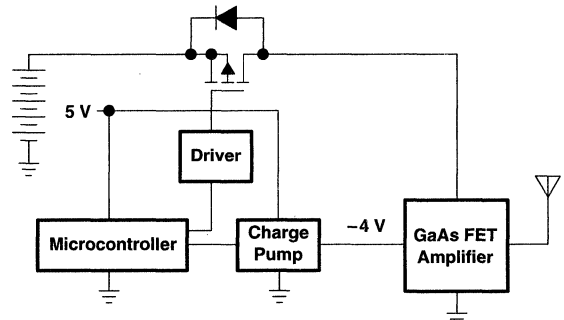 5 V
Driver
Microcontroller
Charge
Pump
−4 V
GaAs FET
Amplifier